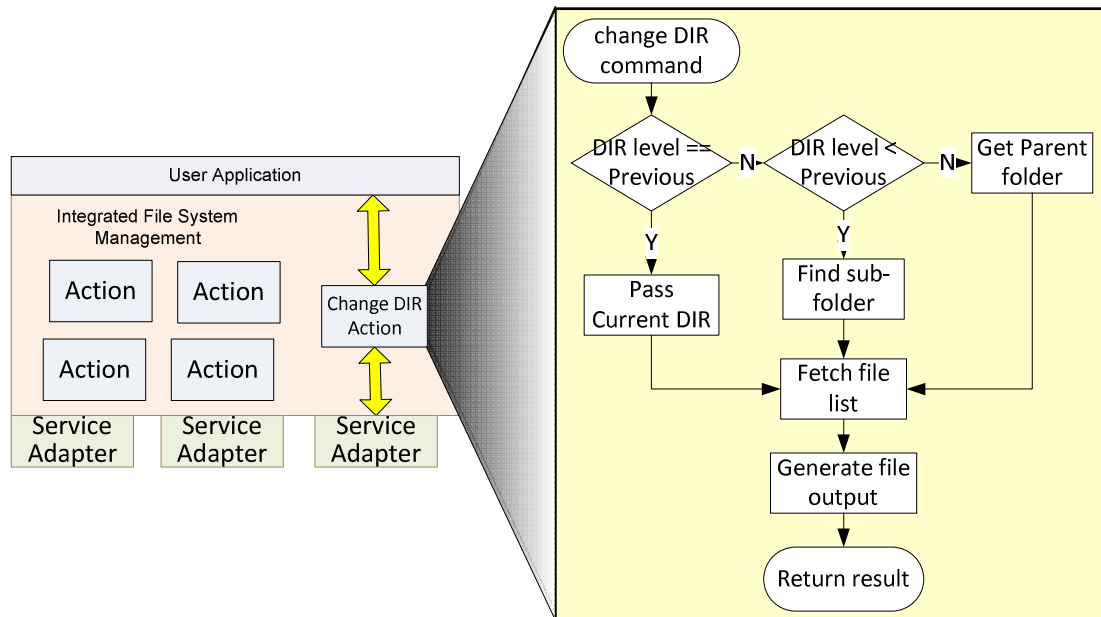 User Application
Integrated File System
Management
Action
Action
Change DIR
Action
Action
Action
Service
Adapter
Service
Adapter
Service
Adapter
change DIR
command
DIR level ==
Previous
N
DIR level <
Previous
N
Get Parent
folder
Y
Y
Pass
Current DIR
Find sub-
folder
Fetch file
list
Generate file
output
Return result